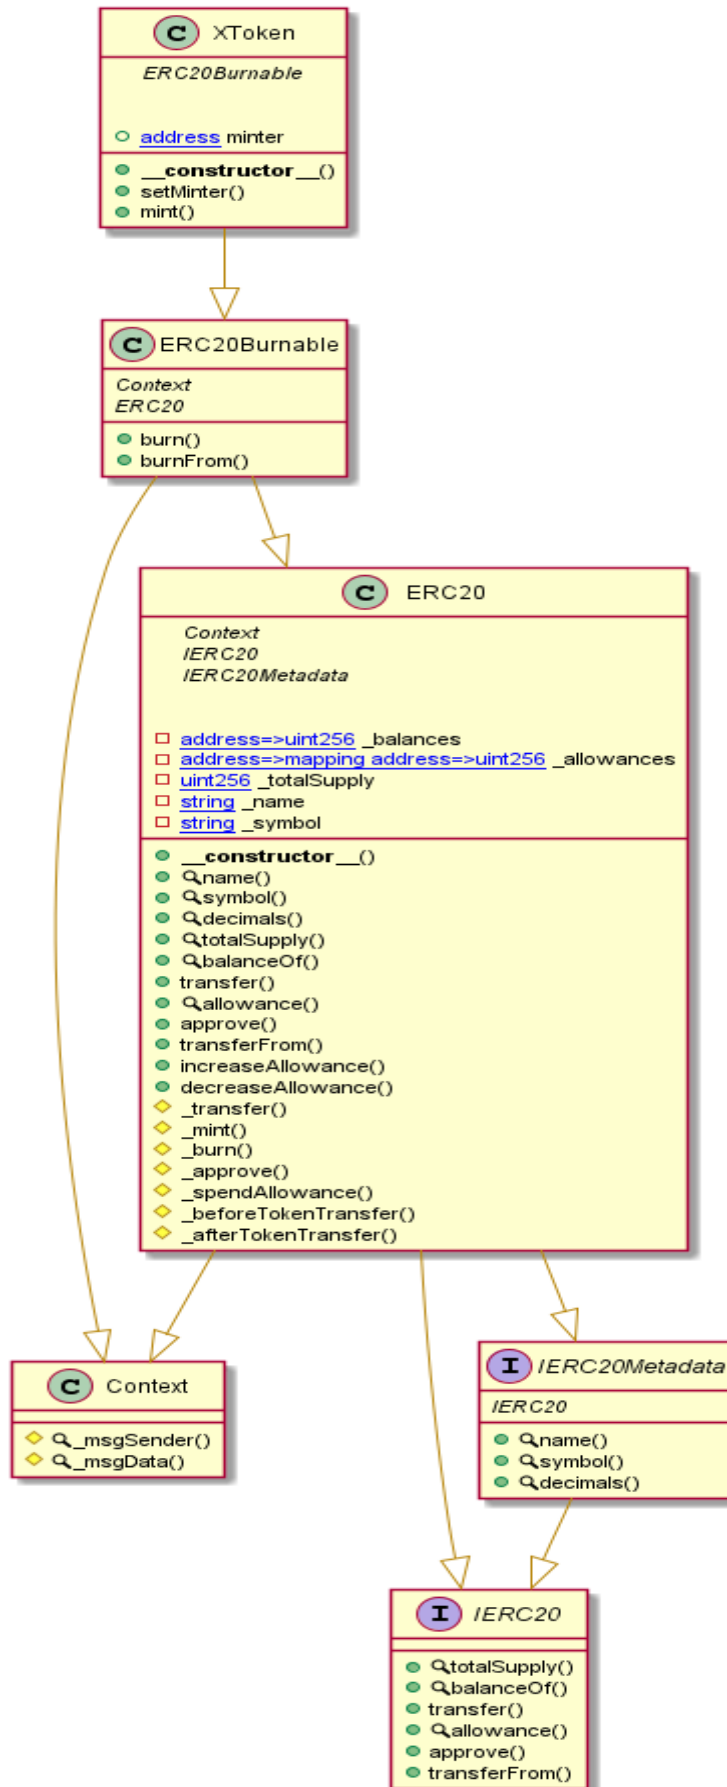 C XToken
ERC20Burnable
address minter
__constructor__()
setMinter()
mint()
C ERC20Burnable
Context
ERC20
burn()
burnFrom()
C ERC20
Context
IERC20
IERC20Metadata
address=>uint256 _balances
address=>mapping address=>uint256 _allowances
uint256 _totalSupply
string _name
string _symbol
__constructor__()
name()
symbol()
decimals()
totalSupply()
balanceOf()
transfer()
allowance()
approve()
transferFrom()
increaseAllowance()
decreaseAllowance()
_transfer()
_mint()
_burn()
_approve()
_spendAllowance()
_beforeTokenTransfer()
_afterTokenTransfer()
C Context
_msgSender()
_msgData()
I IERC20Metadata
IERC20
name()
symbol()
decimals()
I IERC20
totalSupply()
balanceOf()
transfer()
allowance()
approve()
transferFrom()